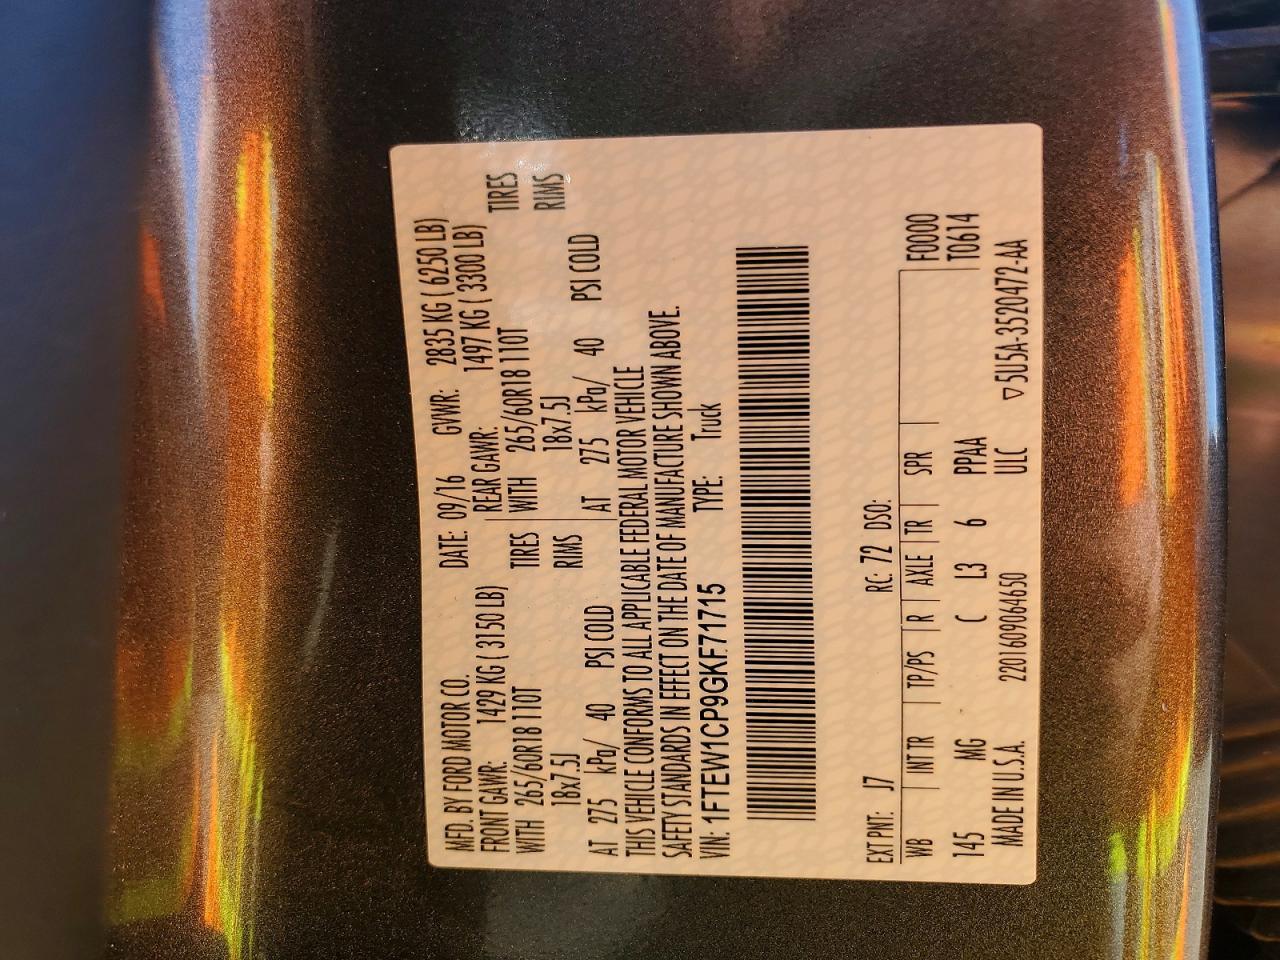 MFD. BY FORD MOTOR CO. DATE: 09/16 GVWR: 2835 KG ( 6250 LB)
FRONT GAWR: 1429 KG ( 3150 LB) REAR GAWR: 1497 KG ( 3300 LB)
WITH 265/60R18 110T TIRES WITH 265/60R18 110T TIRES
18x7.5J RIMS 18x7.5J RIMS
AT 275 kPa/ 40 PSI COLD AT 275 kPa/ 40 PSI COLD
THIS VEHICLE CONFORMS TO ALL APPLICABLE FEDERAL MOTOR VEHICLE
SAFETY STANDARDS IN EFFECT ON THE DATE OF MANUFACTURE SHOWN ABOVE.
VIN: 1FTEW1CP9GKF71715 TYPE: Truck
EXT PNT: J7 RC: 72 DSO:
WB INT TR TP/PS R AXLE TR SPR F0000
145 MG C L3 6 PPAA T0614
MADE IN U.S.A. 2201609064650 ULC ▽5U5A-3520472-AA